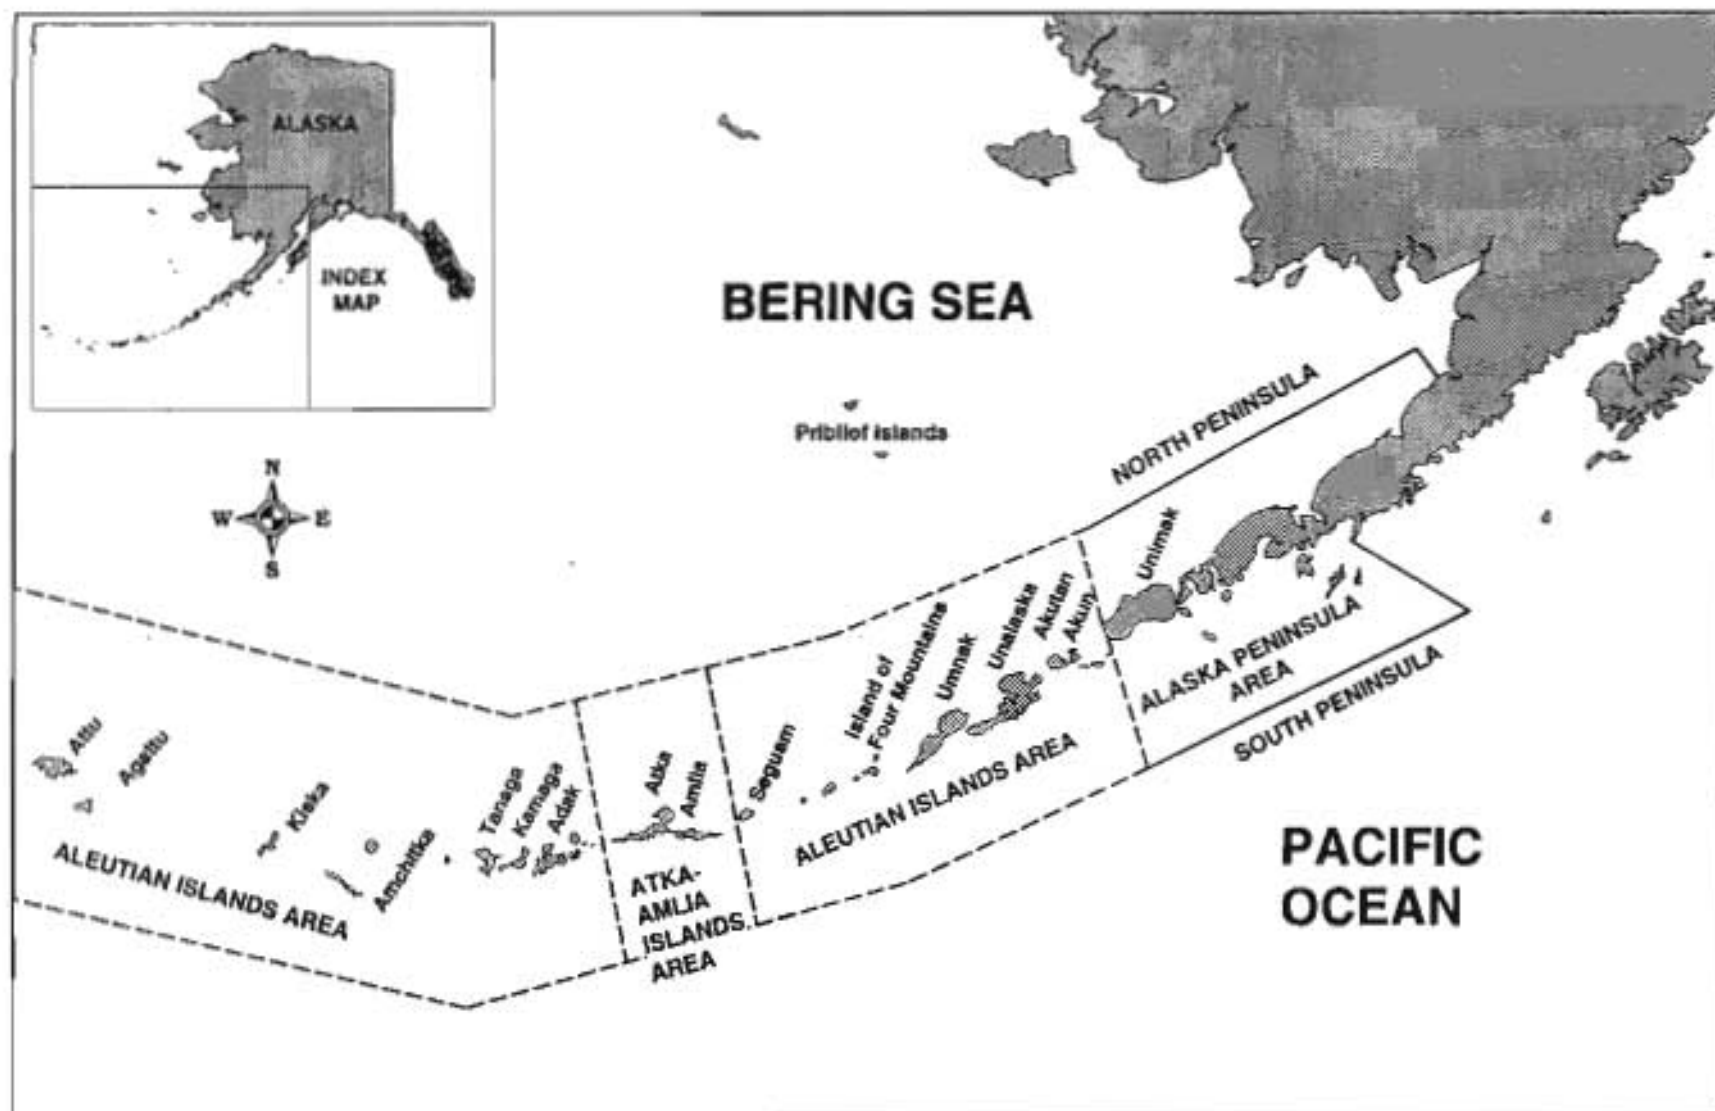 ALASKA
INDEX
MAP
BERING SEA
Pribilof Islands
N
W
E
S
NORTH PENINSULA
Unimak
ALASKA PENINSULA
AREA
SOUTH PENINSULA
Akun
Akutan
Unalaska
Umnak
Island of
Four Mountains
Seguam
ALEUTIAN ISLANDS AREA
Atka
Amlia
ATKA-
AMLIA
ISLANDS
AREA
Adak
Kamaga
Tanaga
Amchitka
Kiska
Agattu
Attu
ALEUTIAN ISLANDS AREA
PACIFIC
OCEAN